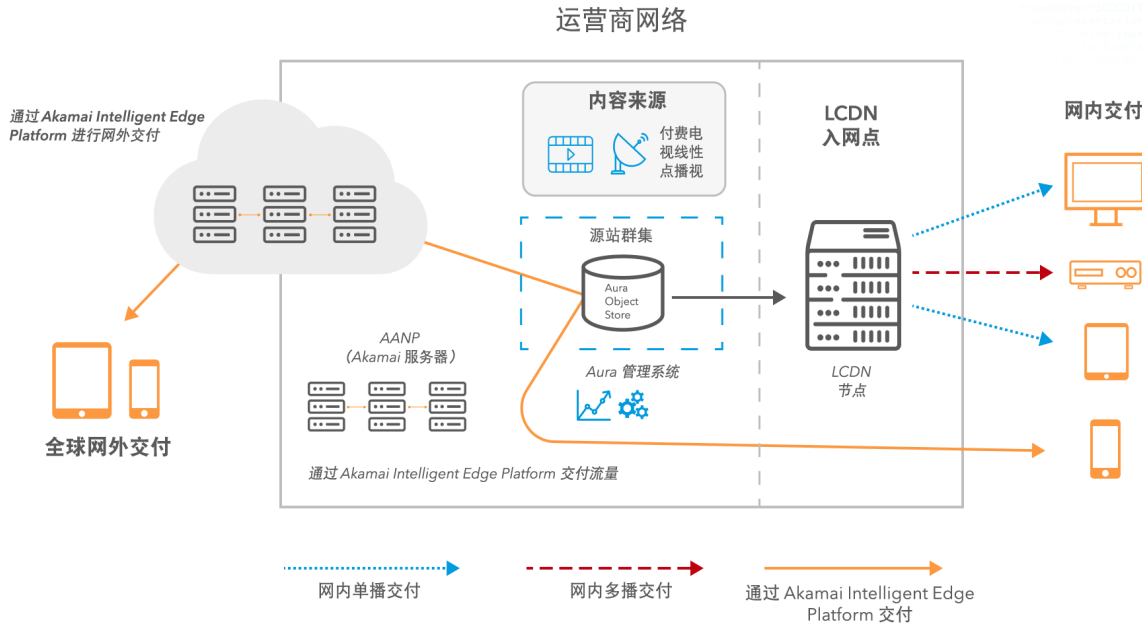 运营商网络
通过 Akamai Intelligent Edge
Platform 进行网外交付
内容来源
付费电
视线性
点播视
LCDN
入网点
网内交付
源站群集
Aura
Object
Store
AANP
（Akamai 服务器）
Aura 管理系统
LCDN
节点
全球网外交付
通过 Akamai Intelligent Edge Platform 交付流量
网内单播交付
网内多播交付
通过 Akamai Intelligent Edge
Platform 交付